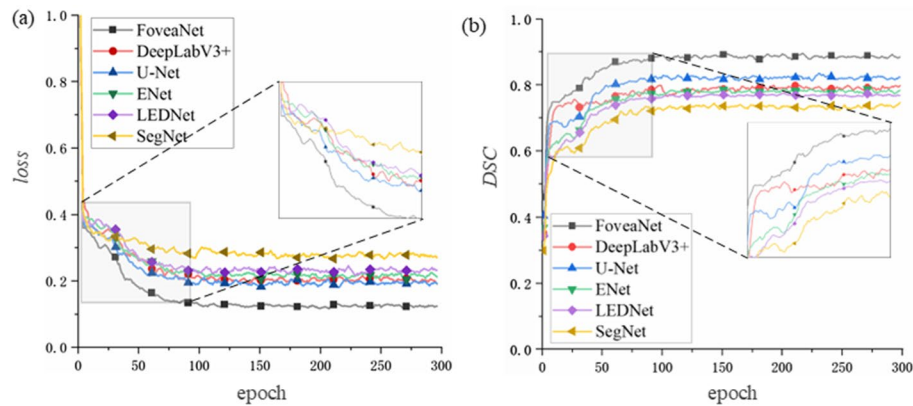 (a)
loss
1.0
0.8
0.6
0.4
0.2
0.0
FoveaNet
DeepLabV3+
U-Net
ENet
LEDNet
SegNet
0 50 100 150 200 250 300
epoch
(b)
DSC
1.0
0.8
0.6
0.4
0.2
0.0
FoveaNet
DeepLabV3+
U-Net
ENet
LEDNet
SegNet
0 50 100 150 200 250 300
epoch